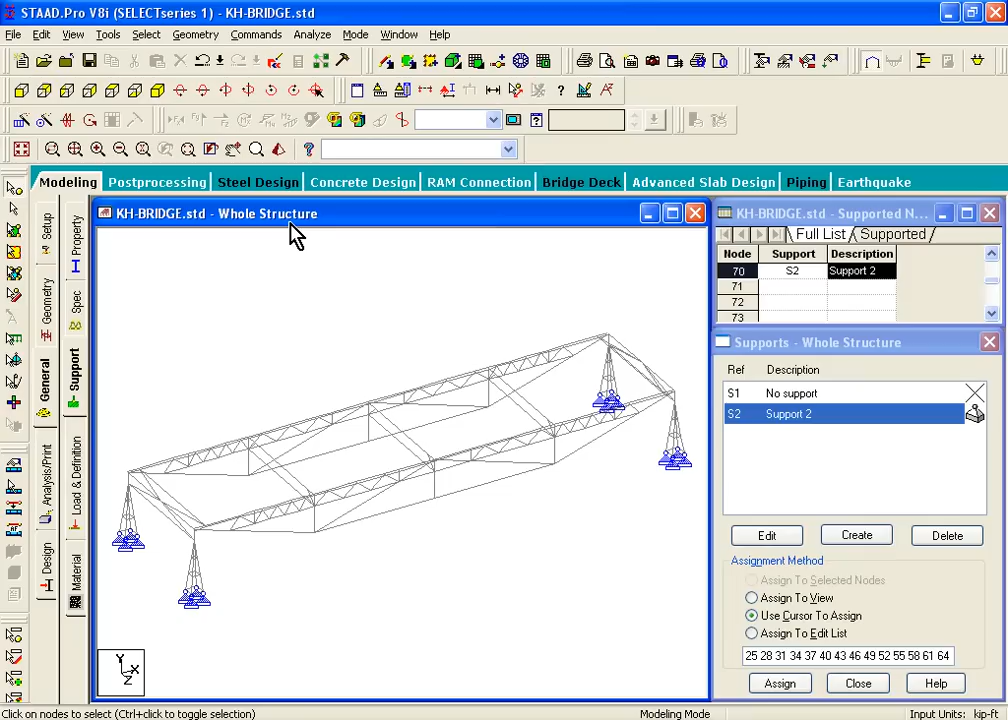 STAAD.Pro V8i (SELECTseries 1) - KH-BRIDGE.std
File Edit View Tools Select Geometry Commands Analyze Mode Window Help
Modeling Postprocessing Steel Design Concrete Design RAM Connection Bridge Deck Advanced Slab Design Piping Earthquake
KH-BRIDGE.std - Whole Structure
KH-BRIDGE.std - Supported N...
Full List Supported
Node Support Description
70 S2 Support 2
71
72
73
Setup
Geometry
General
Analysis/Print
Design
Property
Spec
Support
Load & Definition
Material
Supports - Whole Structure
Ref Description
S1 No support
S2 Support 2
Edit Create Delete
Assignment Method
Assign To Selected Nodes
Assign To View
Use Cursor To Assign
Assign To Edit List
25 28 31 34 37 40 43 46 49 52 55 58 61 64
Assign Close Help
Y
X
Z
Click on nodes to select (Ctrl+click to toggle selection) Modeling Mode Input Units: kip-ft